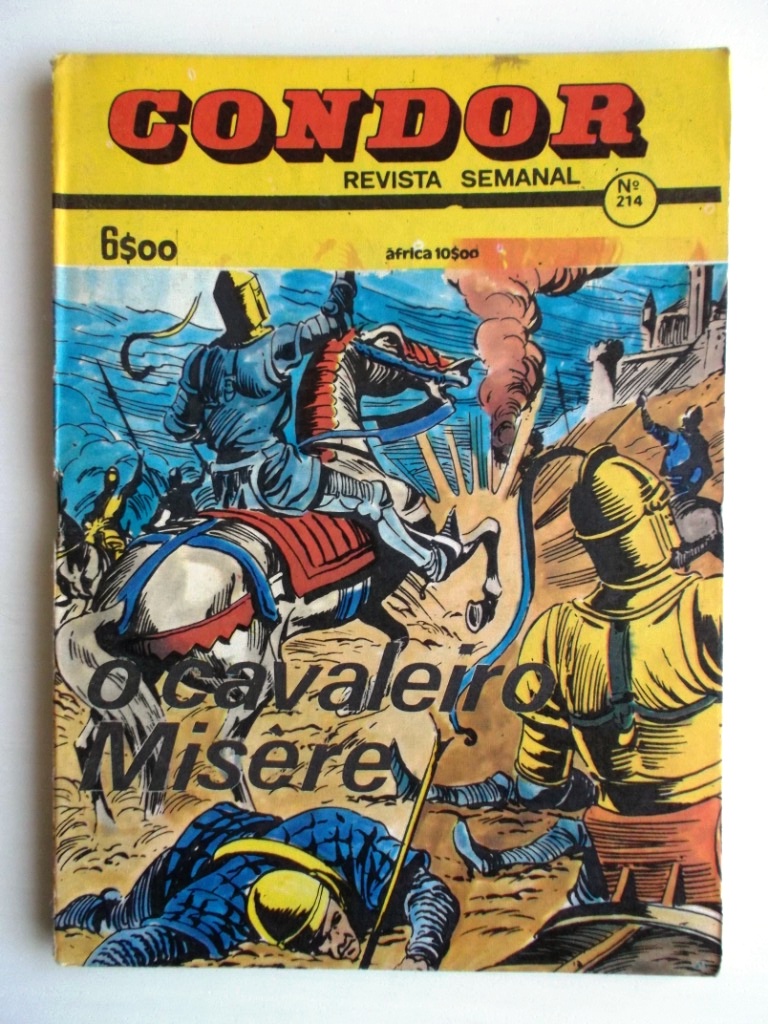 CONDOR
REVISTA SEMANAL
Nº
214
6$00
áfrica 10$00
o cavaleiro
Misère